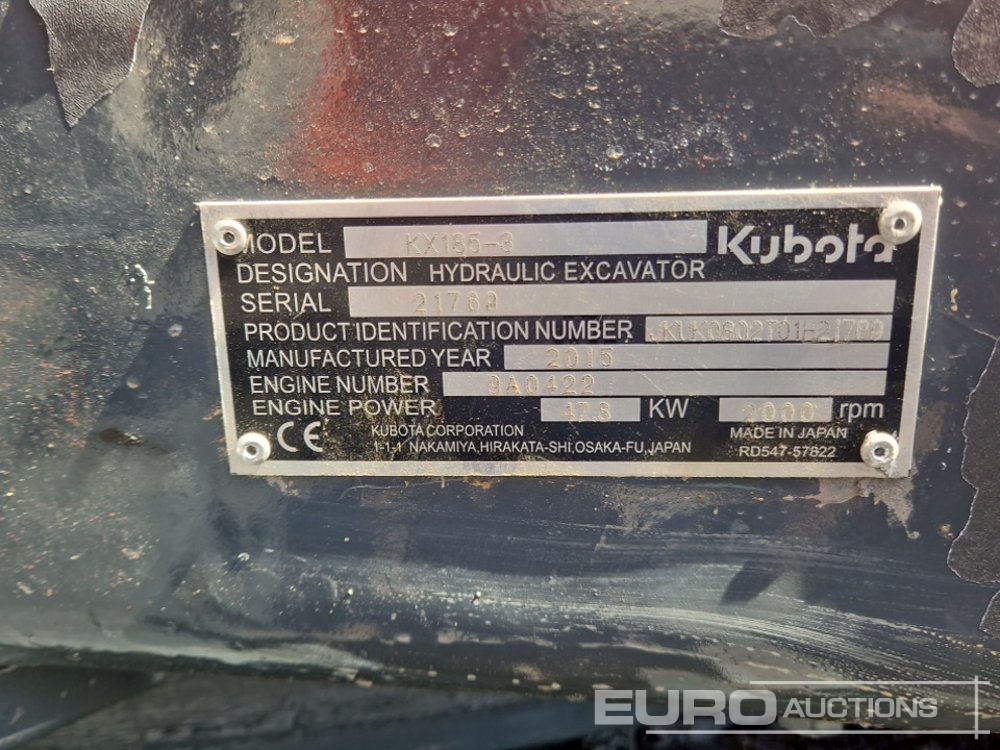 MODEL KX185-3 Kubota
DESIGNATION HYDRAULIC EXCAVATOR
SERIAL 21769
PRODUCT IDENTIFICATION NUMBER
MANUFACTURED YEAR 2015
ENGINE NUMBER 9A0422
ENGINE POWER 47.8 KW 2000 rpm
CE KUBOTA CORPORATION MADE IN JAPAN
1-1-1 NAKAMIYA,HIRAKATA-SHI,OSAKA-FU,JAPAN RD547-57822
EURO AUCTIONS